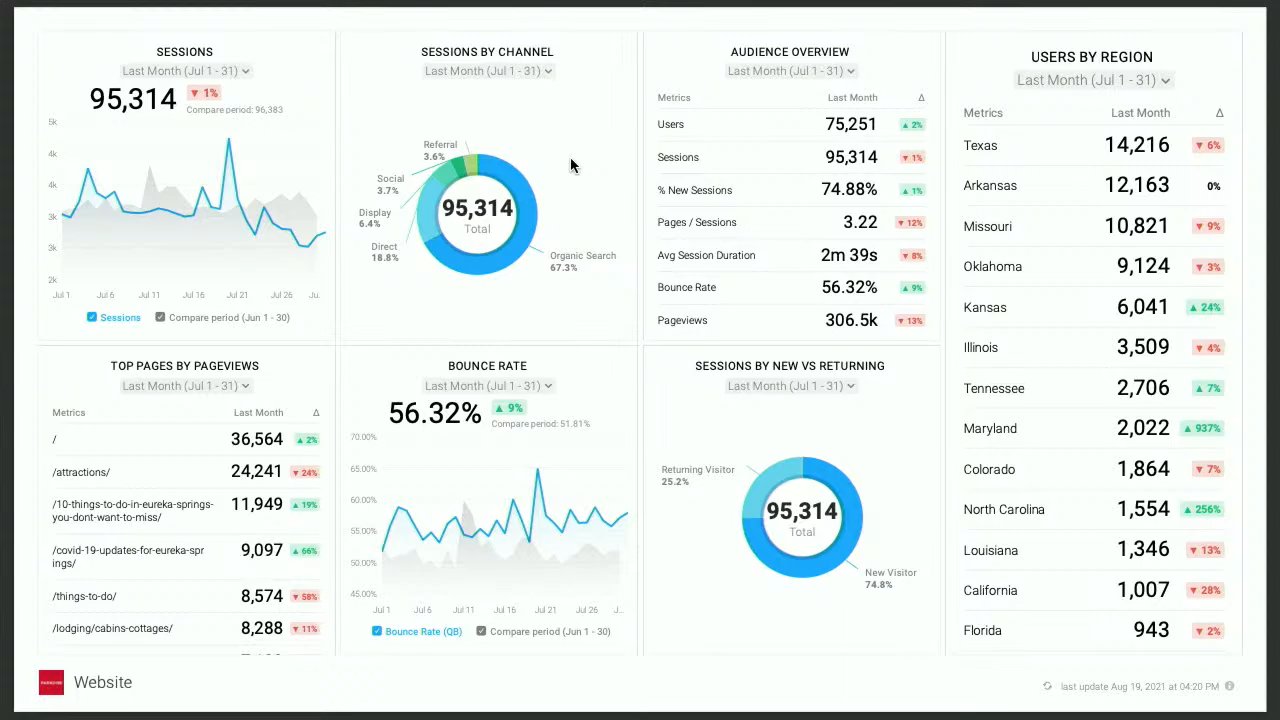 SESSIONS
Last Month (Jul 1 - 31)
95,314
▼ 1%
Compare period: 96,383
5k
4k
4k
3k
3k
2k
Jul 1 Jul 6 Jul 11 Jul 16 Jul 21 Jul 26 Ju..
Sessions Compare period (Jun 1 - 30)
SESSIONS BY CHANNEL
Last Month (Jul 1 - 31)
Referral
3.6%
Social
3.7%
Display
6.4%
Direct
18.8%
95,314
Total
Organic Search
67.3%
AUDIENCE OVERVIEW
Last Month (Jul 1 - 31)
Metrics Last Month Δ
Users 75,251 ▲ 2%
Sessions 95,314 ▼ 1%
% New Sessions 74.88% ▲ 1%
Pages / Sessions 3.22 ▼ 12%
Avg Session Duration 2m 39s ▼ 8%
Bounce Rate 56.32% ▲ 9%
Pageviews 306.5k ▼ 13%
USERS BY REGION
Last Month (Jul 1 - 31)
Metrics Last Month Δ
Texas 14,216 ▼ 6%
Arkansas 12,163 0%
Missouri 10,821 ▼ 9%
Oklahoma 9,124 ▼ 3%
Kansas 6,041 ▲ 24%
Illinois 3,509 ▼ 4%
Tennessee 2,706 ▲ 7%
Maryland 2,022 ▲ 937%
Colorado 1,864 ▼ 7%
North Carolina 1,554 ▲ 256%
Louisiana 1,346 ▼ 13%
California 1,007 ▼ 28%
Florida 943 ▼ 2%
TOP PAGES BY PAGEVIEWS
Last Month (Jul 1 - 31)
Metrics Last Month Δ
/ 36,564 ▲ 2%
/attractions/ 24,241 ▼ 24%
/10-things-to-do-in-eureka-springs- 11,949 ▲ 19%
you-dont-want-to-miss/
/covid-19-updates-for-eureka-spr 9,097 ▲ 66%
ings/
/things-to-do/ 8,574 ▼ 58%
/lodging/cabins-cottages/ 8,288 ▼ 11%
BOUNCE RATE
Last Month (Jul 1 - 31)
56.32%
▲ 9%
Compare period: 51.81%
70.00%
65.00%
60.00%
55.00%
50.00%
45.00%
Jul 1 Jul 6 Jul 11 Jul 16 Jul 21 Jul 26 J...
Bounce Rate (QB) Compare period (Jun 1 - 30)
SESSIONS BY NEW VS RETURNING
Last Month (Jul 1 - 31)
Returning Visitor
25.2%
95,314
Total
New Visitor
74.8%
Website
last update Aug 19, 2021 at 04:20 PM